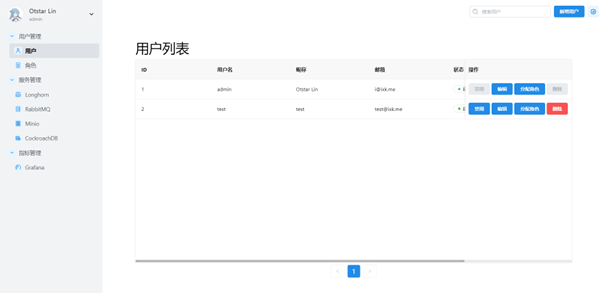 Otstar Lin
admin
用户管理
用户
角色
服务管理
Longhorn
RabbitMQ
Minio
CockroachDB
指标管理
Grafana
搜索用户
新增用户
用户列表
ID 用户名 昵称 邮箱 状态 操作
1 admin Otstar Lin i@ixk.me 禁用 编辑 分配角色 删除
2 test test test@ixk.me 禁用 编辑 分配角色 删除
1